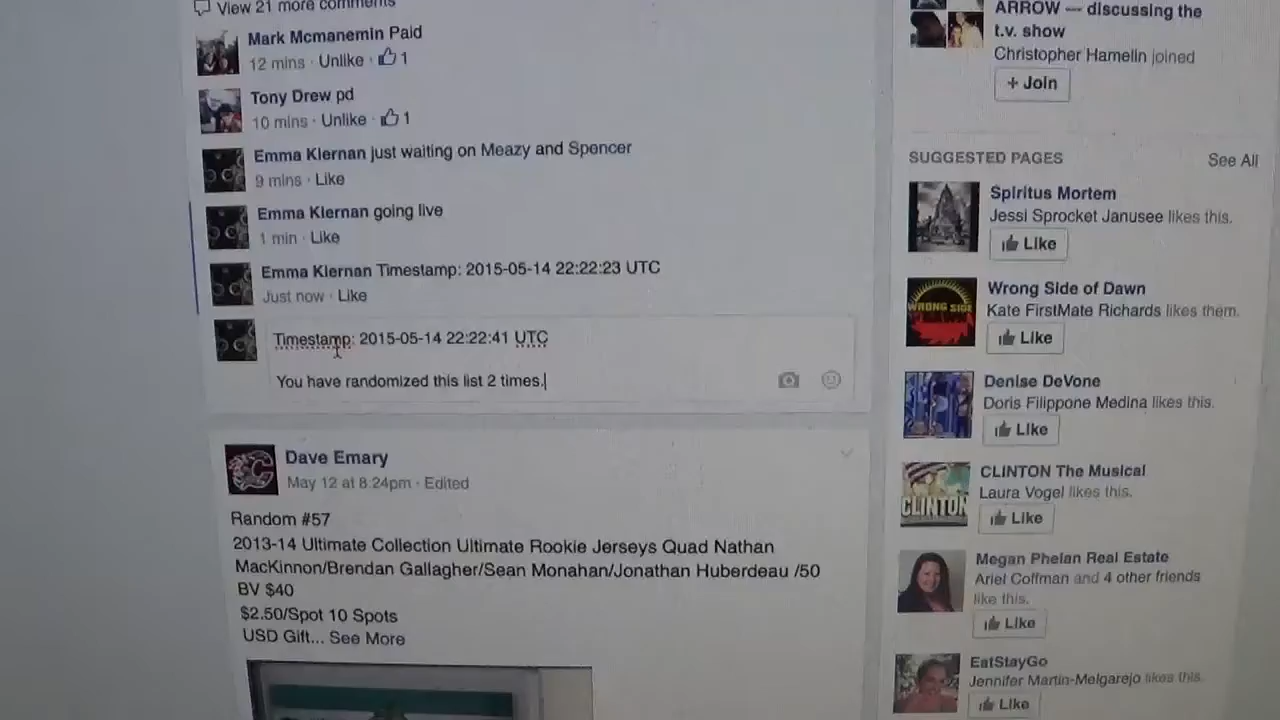 View 21 more comments
Mark Mcmanemin Paid
12 mins · Unlike · 1
Tony Drew pd
10 mins · Unlike · 1
Emma Kiernan just waiting on Meazy and Spencer
9 mins · Like
Emma Kiernan going live
1 min · Like
Emma Kiernan Timestamp: 2015-05-14 22:22:23 UTC
Just now · Like
Timestamp: 2015-05-14 22:22:41 UTC
You have randomized this list 2 times.
Dave Emary
May 12 at 8:24pm · Edited
Random #57
2013-14 Ultimate Collection Ultimate Rookie Jerseys Quad Nathan
MacKinnon/Brendan Gallagher/Sean Monahan/Jonathan Huberdeau /50
BV $40
$2.50/Spot 10 Spots
USD Gift... See More
ARROW — discussing the
t.v. show
Christopher Hamelin joined
+ Join
SUGGESTED PAGES
See All
Spiritus Mortem
Jessi Sprocket Janusee likes this.
Like
WRONG SIDE
Wrong Side of Dawn
Kate FirstMate Richards likes them.
Like
Denise DeVone
Doris Filippone Medina likes this.
Like
CLINTON
CLINTON The Musical
Laura Vogel likes this.
Like
Megan Phelan Real Estate
Ariel Coffman and 4 other friends
like this.
Like
EatStayGo
Jennifer Martin-Melgarejo likes this.
Like